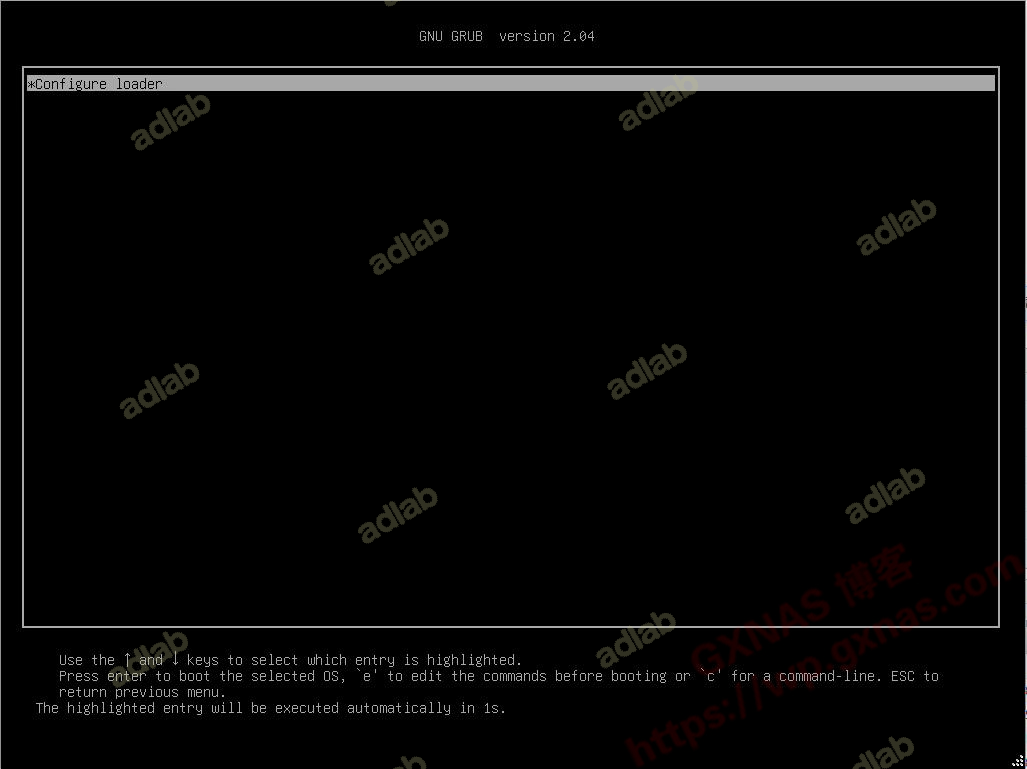 GNU GRUB  version 2.04
*Configure loader
adlab
adlab
adlab
adlab
adlab
adlab
adlab
adlab
GXNAS 博客
https://wp.gxnas.com
adlab
adlab
Use the ↑ and ↓ keys to select which entry is highlighted.
Press enter to boot the selected OS, `e' to edit the commands before booting or `c' for a command-line. ESC to
return previous menu.
The highlighted entry will be executed automatically in 1s.
adlab